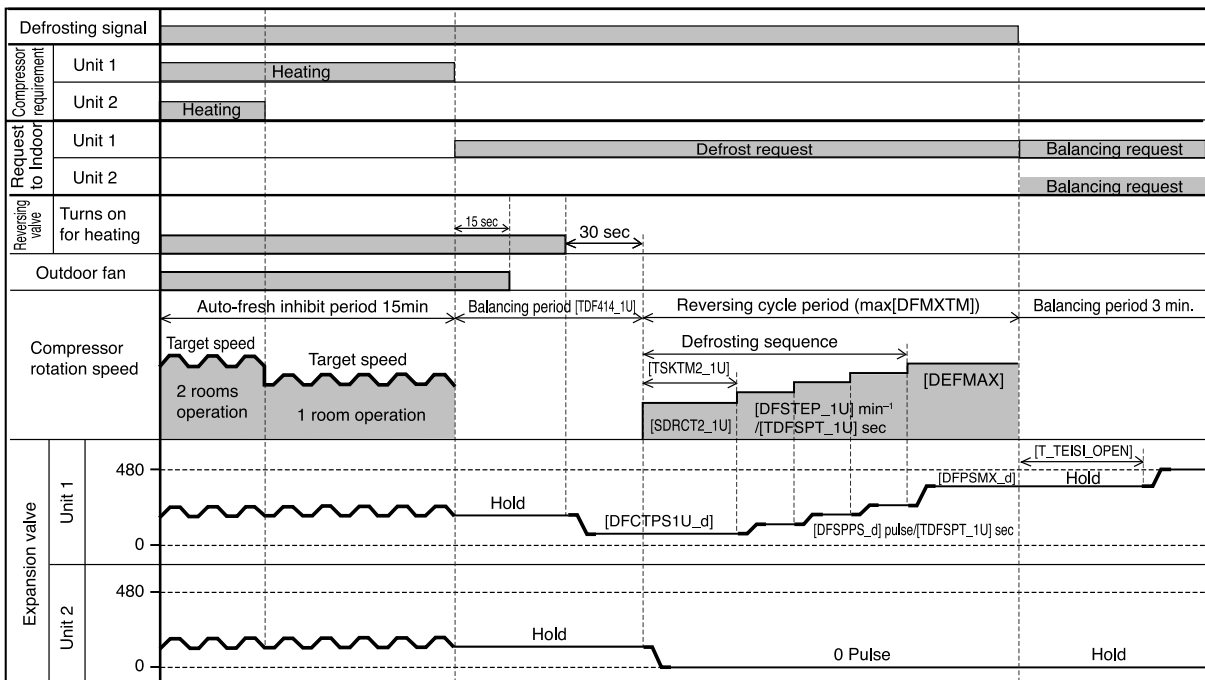 Defrosting signal
Compressor requirement
Unit 1
Heating
Unit 2
Heating
Request to Indoor
Unit 1
Defrost request
Balancing request
Unit 2
Balancing request
Reversing valve
Turns on for heating
15 sec
30 sec
Outdoor fan
Compressor rotation speed
Auto-fresh inhibit period 15min
Balancing period [TDF414_1U]
Reversing cycle period (max[DFMXTM])
Balancing period 3 min.
Target speed
2 rooms operation
Target speed
1 room operation
Defrosting sequence
[TSKTM2_1U]
[SDRCT2_1U]
[DFSTEP_1U] min⁻¹
/[TDFSPT_1U] sec
[DEFMAX]
Expansion valve
Unit 1
480
0
Hold
[DFCTPS1U_d]
[DFSPPS_d] pulse/[TDFSPT_1U] sec
[DFPSMX_d]
[T_TEISI_OPEN]
Hold
Unit 2
480
0
Hold
0 Pulse
Hold